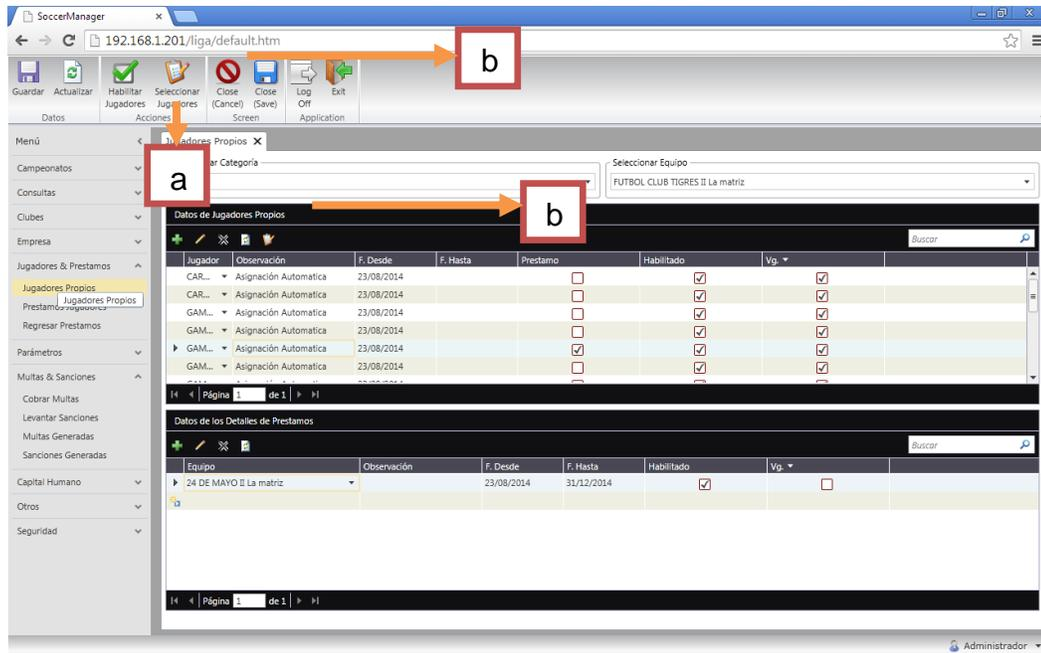 SoccerManager
192.168.1.201/liga/default.htm
b
Guardar Actualizar Habilitar Jugadores Seleccionar Jugadores Close (Cancel) Close (Save) Log Off Exit
Datos Acciones Screen Application
Menú
Jugadores Propios
Campeonatos
Consultas
Clubes
Empresa
Jugadores & Prestamos
Jugadores Propios
Jugadores Propios
Prestamos Jugadores
Regresar Prestamos
Parámetros
Multas & Sanciones
Cobrar Multas
Levantar Sanciones
Multas Generadas
Sanciones Generadas
Capital Humano
Otros
Seguridad
a
ar Categoría
Seleccionar Equipo
FUTBOL CLUB TIGRES II La matriz
b
Datos de Jugadores Propios
Buscar
Jugador Observación F. Desde F. Hasta Prestamo Habilitado Vg.
CAR... Asignación Automatica 23/08/2014
CAR... Asignación Automatica 23/08/2014
GAM... Asignación Automatica 23/08/2014
GAM... Asignación Automatica 23/08/2014
GAM... Asignación Automatica 23/08/2014
GAM... Asignación Automatica 23/08/2014
Página 1 de 1
Datos de los Detalles de Prestamos
Buscar
Equipo Observación F. Desde F. Hasta Habilitado Vg.
24 DE MAYO II La matriz 23/08/2014 31/12/2014
Página 1 de 1
Administrador